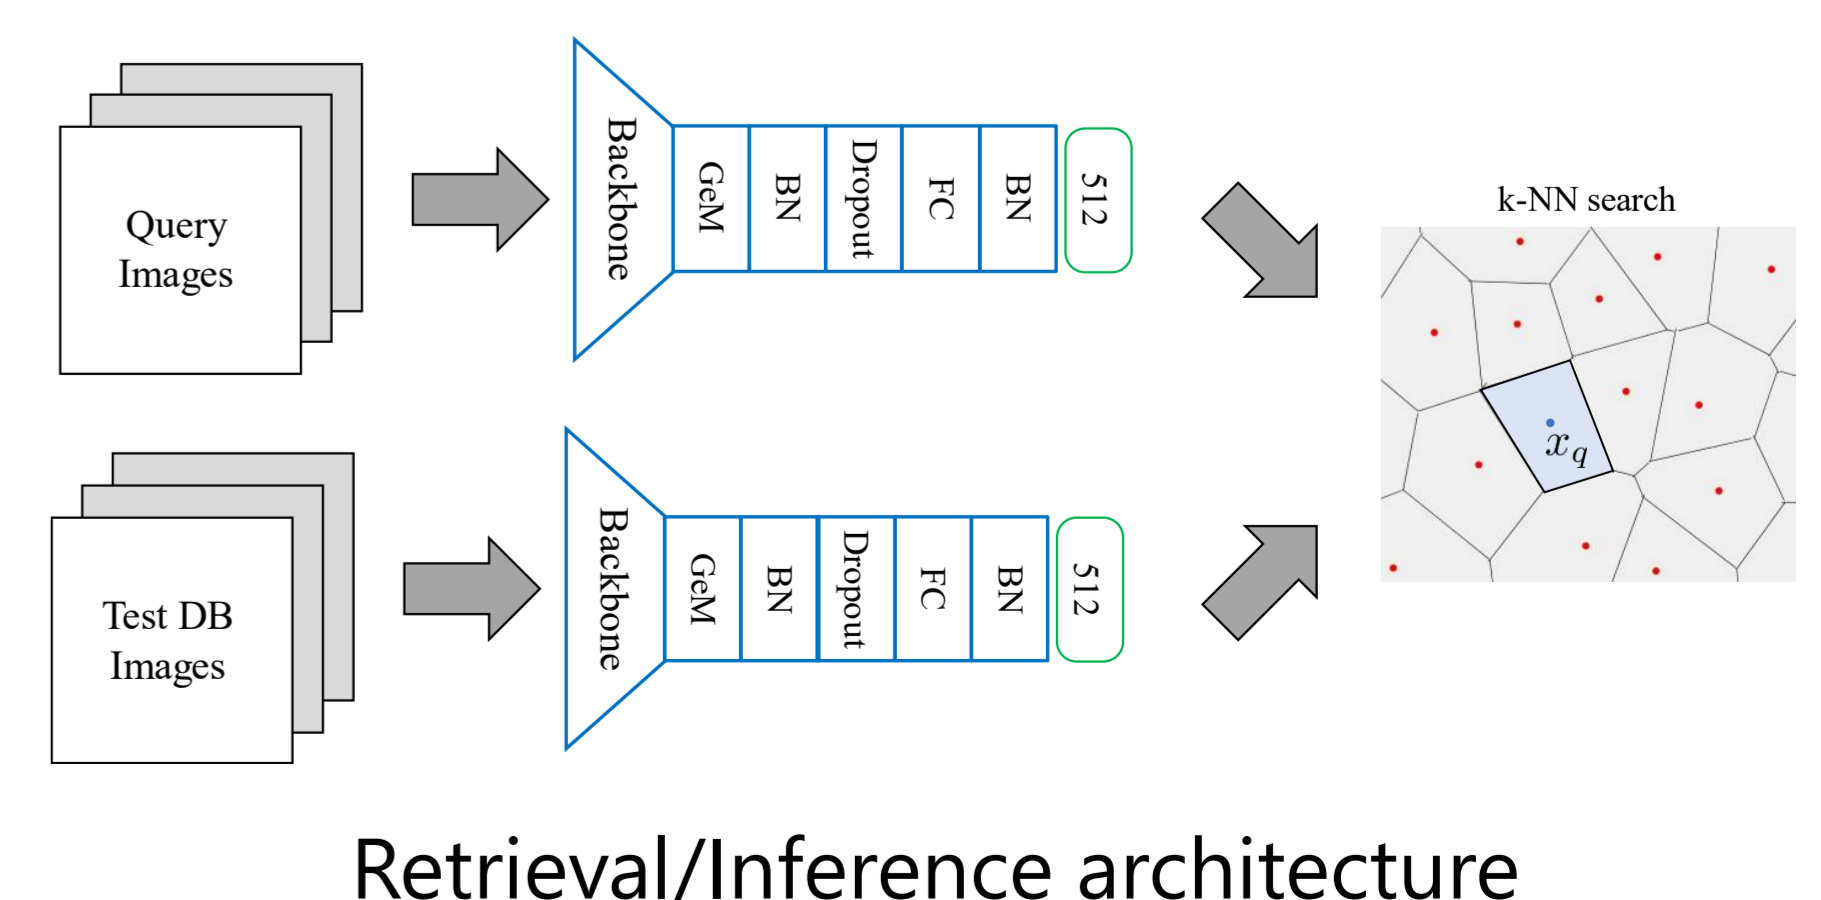 Query
Images
Backbone
GeM
BN
Dropout
FC
BN
512
k-NN search
x_q
Test DB
Images
Backbone
GeM
BN
Dropout
FC
BN
512
Retrieval/Inference architecture